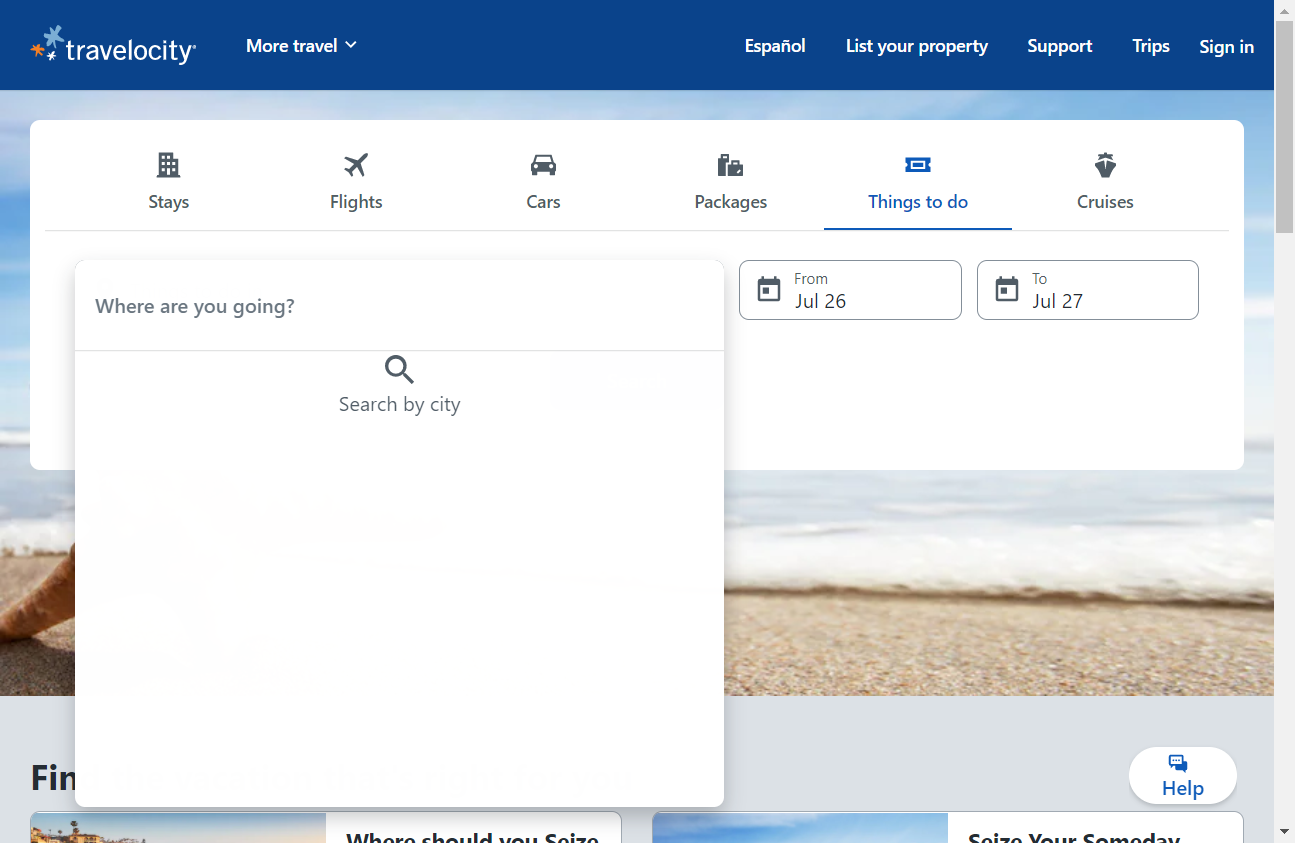 travelocity
More travel
Español
List your property
Support
Trips
Sign in
Stays
Flights
Cars
Packages
Things to do
Cruises
Where are you going?
From
Jul 26
To
Jul 27
Search by city
Find
Help
Where should you Seize
Seize Your Someday